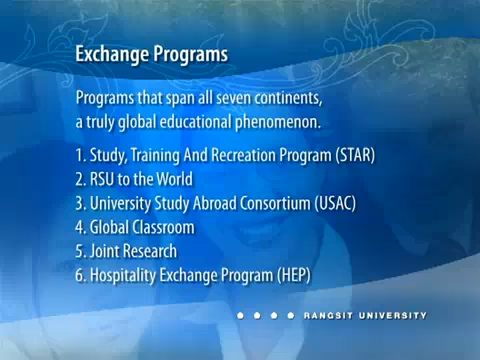 Exchange Programs
Programs that span all seven continents,
a truly global educational phenomenon.
1. Study, Training And Recreation Program (STAR)
2. RSU to the World
3. University Study Abroad Consortium (USAC)
4. Global Classroom
5. Joint Research
6. Hospitality Exchange Program (HEP)
RANGSIT UNIVERSITY